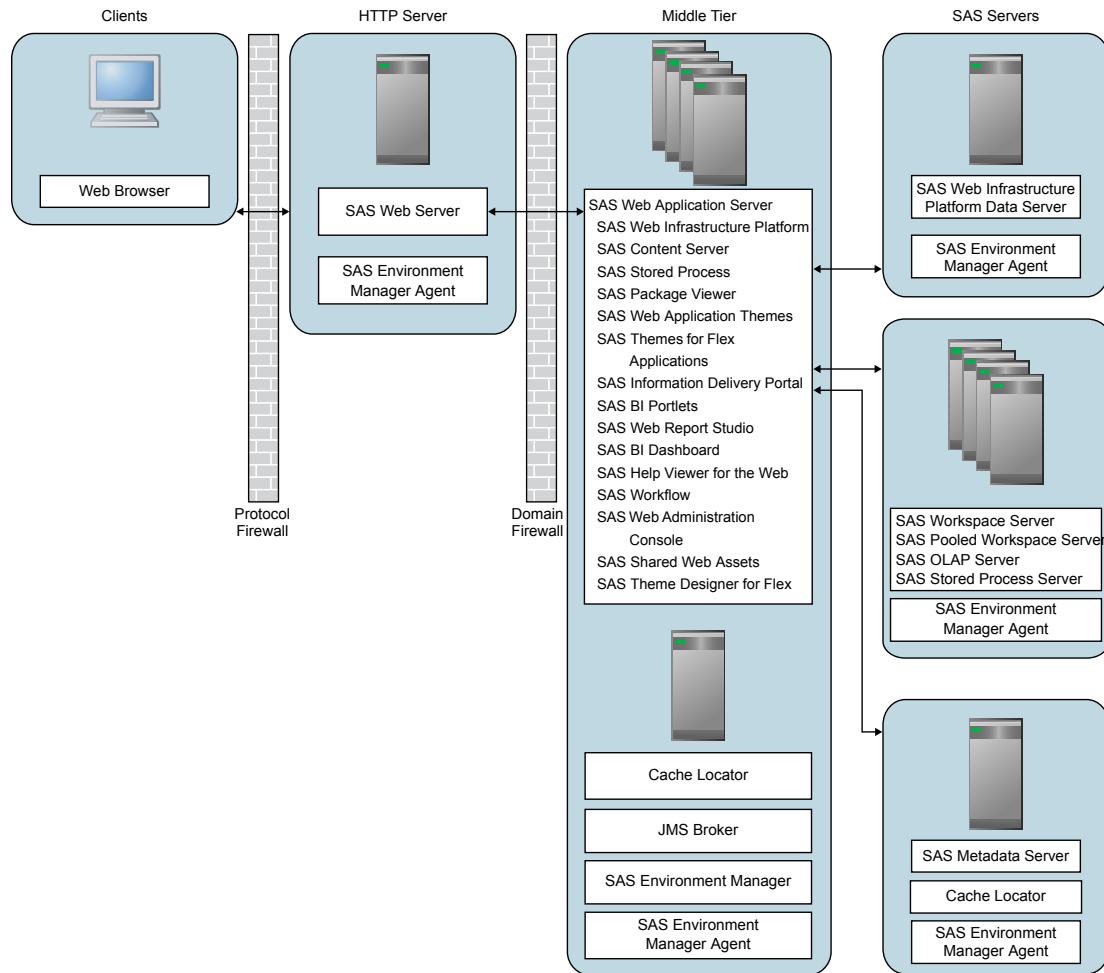 Clients
HTTP Server
Middle Tier
SAS Servers
Web Browser
SAS Web Server
SAS Environment
Manager Agent
Protocol
Firewall
Domain
Firewall
SAS Web Application Server
SAS Web Infrastructure Platform
SAS Content Server
SAS Stored Process
SAS Package Viewer
SAS Web Application Themes
SAS Themes for Flex
Applications
SAS Information Delivery Portal
SAS BI Portlets
SAS Web Report Studio
SAS BI Dashboard
SAS Help Viewer for the Web
SAS Workflow
SAS Web Administration
Console
SAS Shared Web Assets
SAS Theme Designer for Flex
Cache Locator
JMS Broker
SAS Environment Manager
SAS Environment
Manager Agent
SAS Web Infrastructure
Platform Data Server
SAS Environment
Manager Agent
SAS Workspace Server
SAS Pooled Workspace Server
SAS OLAP Server
SAS Stored Process Server
SAS Environment
Manager Agent
SAS Metadata Server
Cache Locator
SAS Environment
Manager Agent